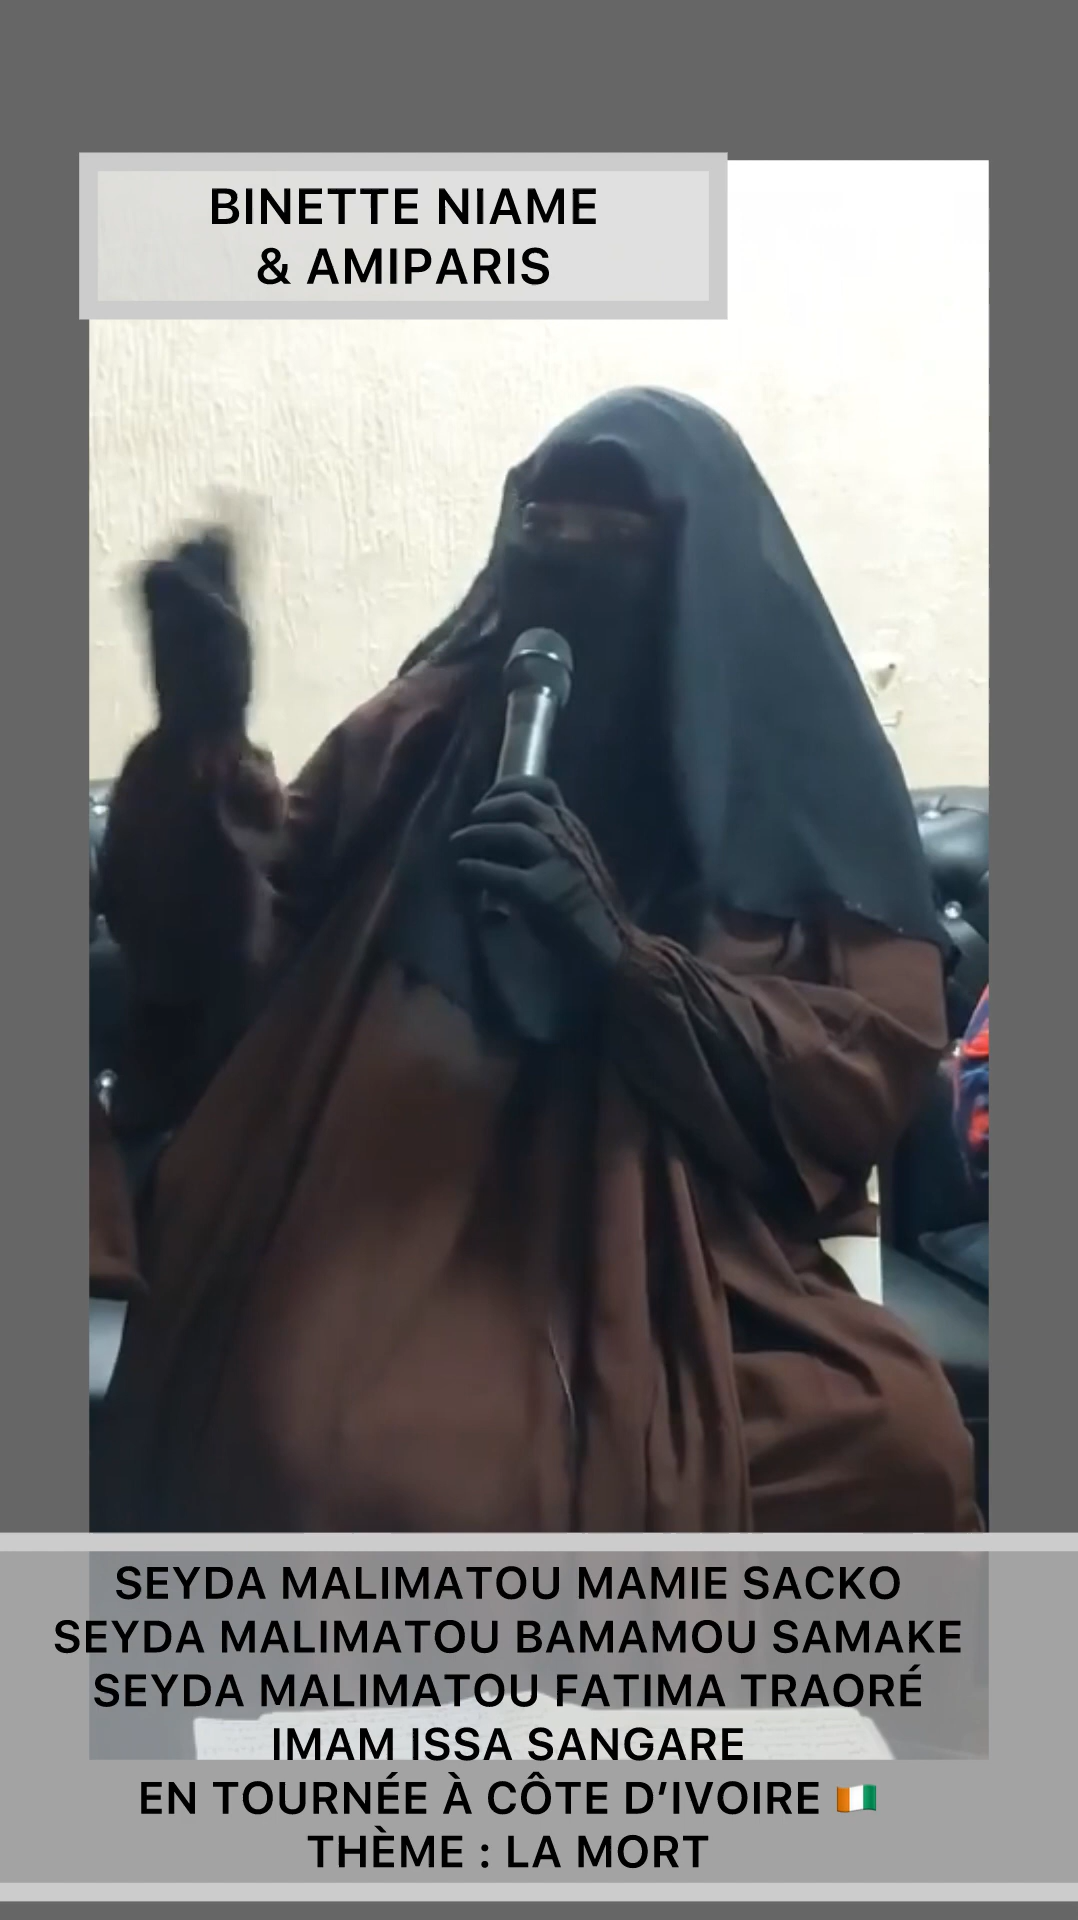 BINETTE NIAME
& AMIPARIS
SEYDA MALIMATOU MAMIE SACKO
SEYDA MALIMATOU BAMAMOU SAMAKE
SEYDA MALIMATOU FATIMA TRAORÉ
IMAM ISSA SANGARE
EN TOURNÉE À CÔTE D’IVOIRE 🇨🇮
THÈME : LA MORT